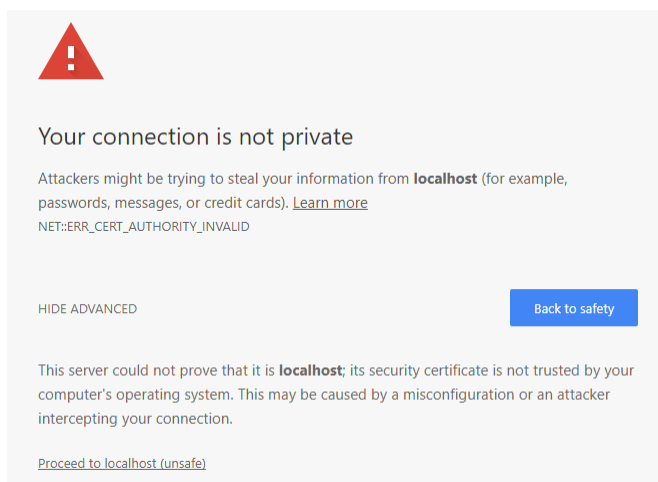 Your connection is not private
Attackers might be trying to steal your information from localhost (for example,
passwords, messages, or credit cards). Learn more
NET::ERR_CERT_AUTHORITY_INVALID
HIDE ADVANCED
Back to safety
This server could not prove that it is localhost; its security certificate is not trusted by your
computer's operating system. This may be caused by a misconfiguration or an attacker
intercepting your connection.
Proceed to localhost (unsafe)